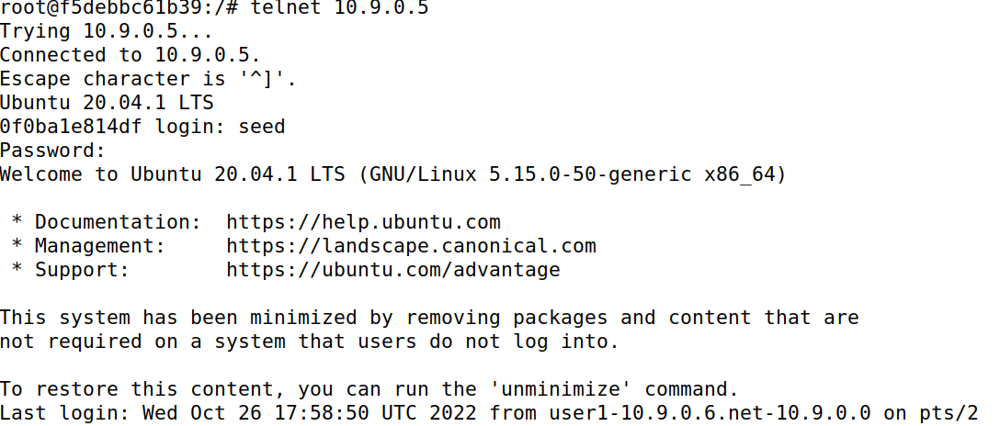 root@f5debbc61b39:/# telnet 10.9.0.5
Trying 10.9.0.5...
Connected to 10.9.0.5.
Escape character is '^]'.
Ubuntu 20.04.1 LTS
0f0ba1e814df login: seed
Password:
Welcome to Ubuntu 20.04.1 LTS (GNU/Linux 5.15.0-50-generic x86_64)

 * Documentation:  https://help.ubuntu.com
 * Management:     https://landscape.canonical.com
 * Support:        https://ubuntu.com/advantage

This system has been minimized by removing packages and content that are
not required on a system that users do not log into.

To restore this content, you can run the 'unminimize' command.
Last login: Wed Oct 26 17:58:50 UTC 2022 from user1-10.9.0.6.net-10.9.0.0 on pts/2